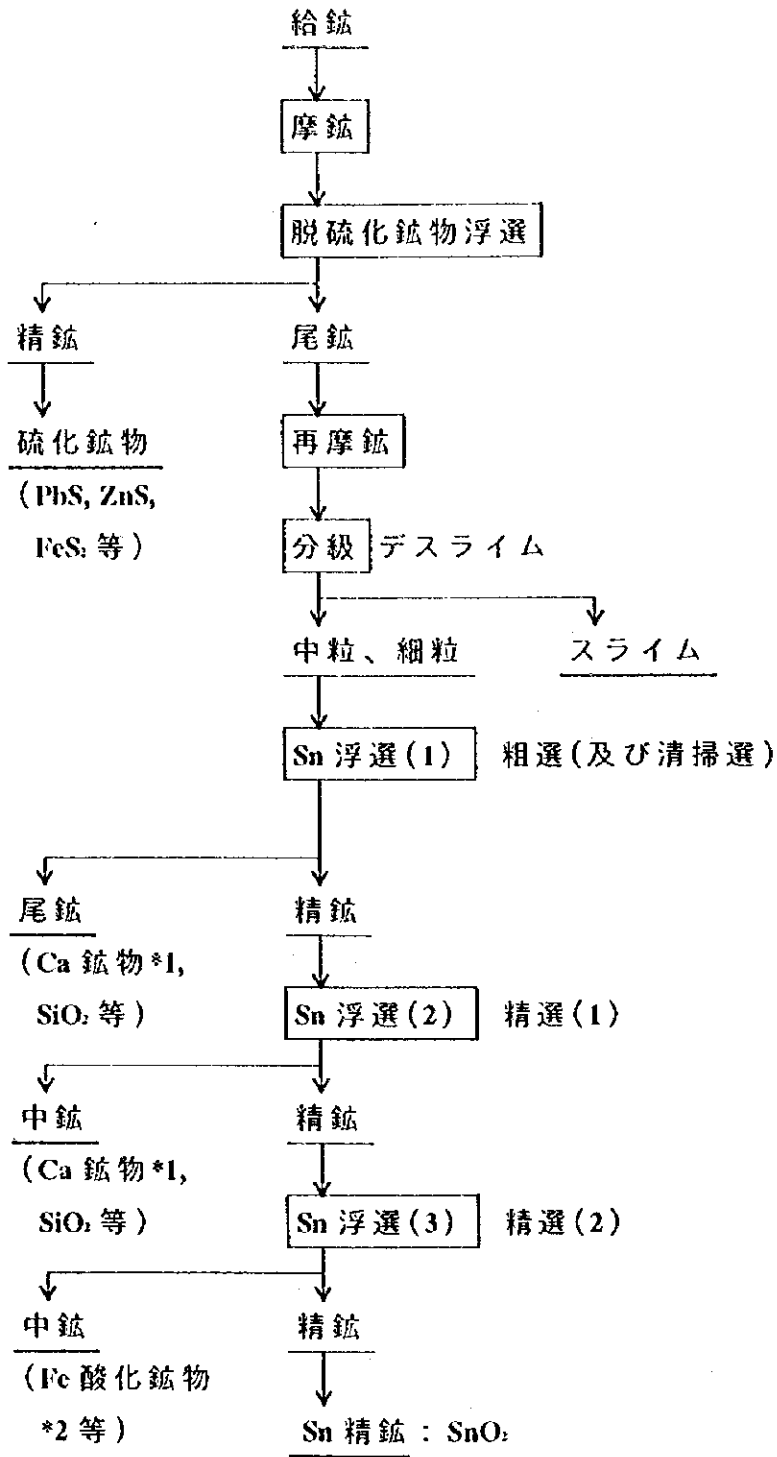 給鉱
摩鉱
脱硫化鉱物浮選
精鉱 尾鉱
硫化鉱物 再摩鉱
(PbS, ZnS,
FeS₂ 等) 分級 デスライム
中粒、細粒 スライム
Sn 浮選(1) 粗選(及び清掃選)
尾鉱 精鉱
(Ca 鉱物*1,
SiO₂ 等) Sn 浮選(2) 精選(1)
中鉱 精鉱
(Ca 鉱物*1,
SiO₂ 等) Sn 浮選(3) 精選(2)
中鉱 精鉱
(Fe 酸化鉱物
*2 等) Sn 精鉱 : SnO₂